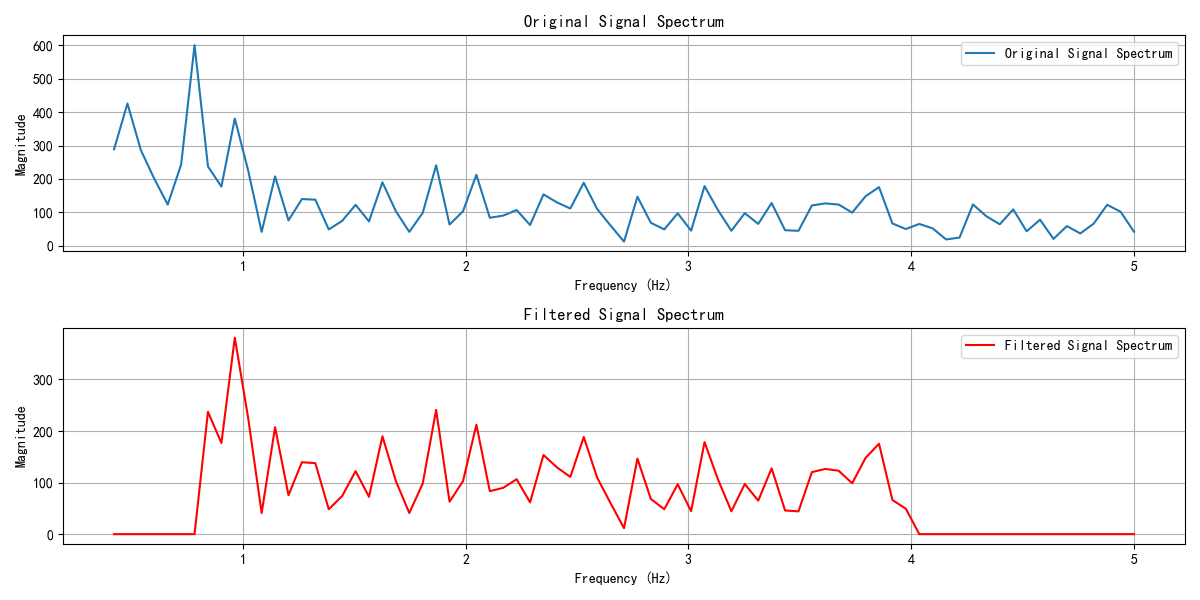 Original Signal Spectrum
Original Signal Spectrum
Magnitude
600
500
400
300
200
100
0
1
2
3
4
5
Frequency (Hz)
Filtered Signal Spectrum
Filtered Signal Spectrum
Magnitude
300
200
100
0
1
2
3
4
5
Frequency (Hz)